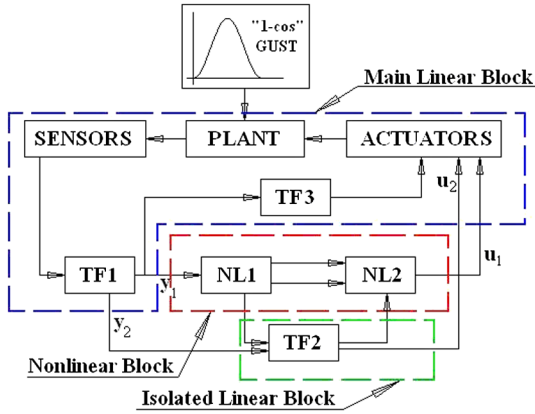 "1-cos"
GUST
Main Linear Block
SENSORS
PLANT
ACTUATORS
u2
TF3
u1
TF1
y1
NL1
NL2
y2
TF2
Nonlinear Block
Isolated Linear Block